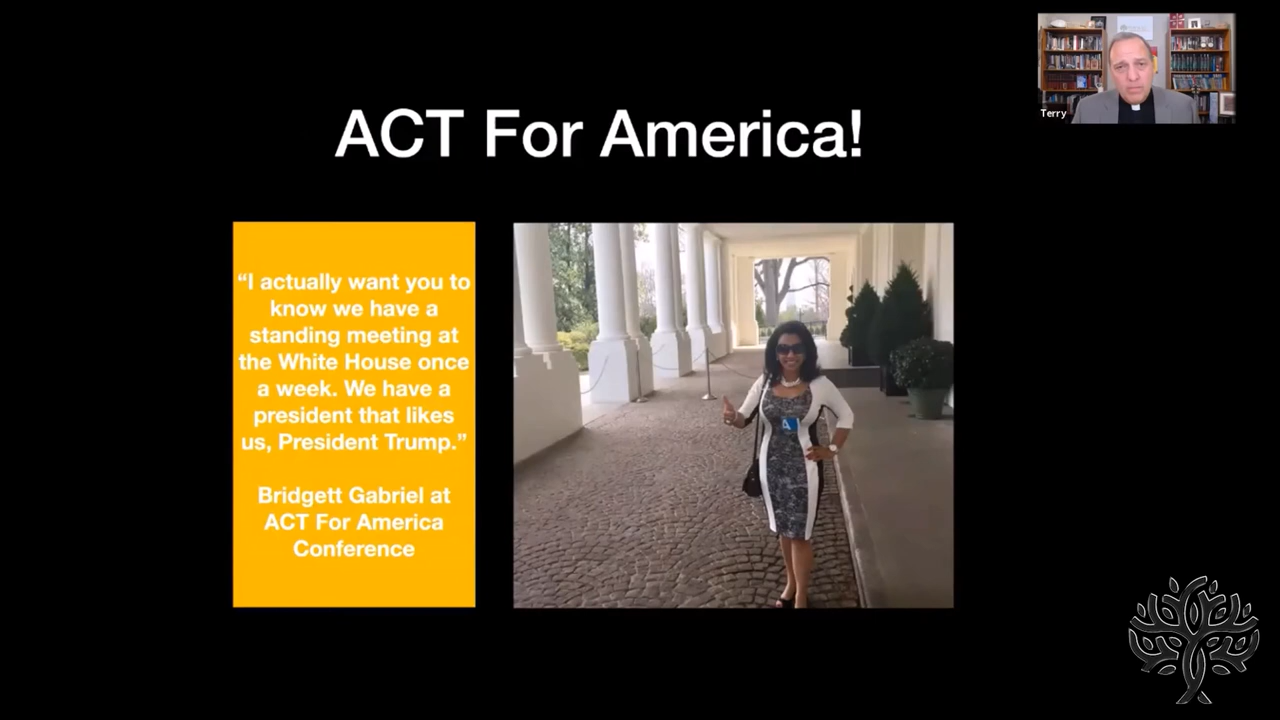 Terry
ACT For America!
“I actually want you to
know we have a
standing meeting at
the White House once
a week. We have a
president that likes
us, President Trump.”
Bridgett Gabriel at
ACT For America
Conference
A